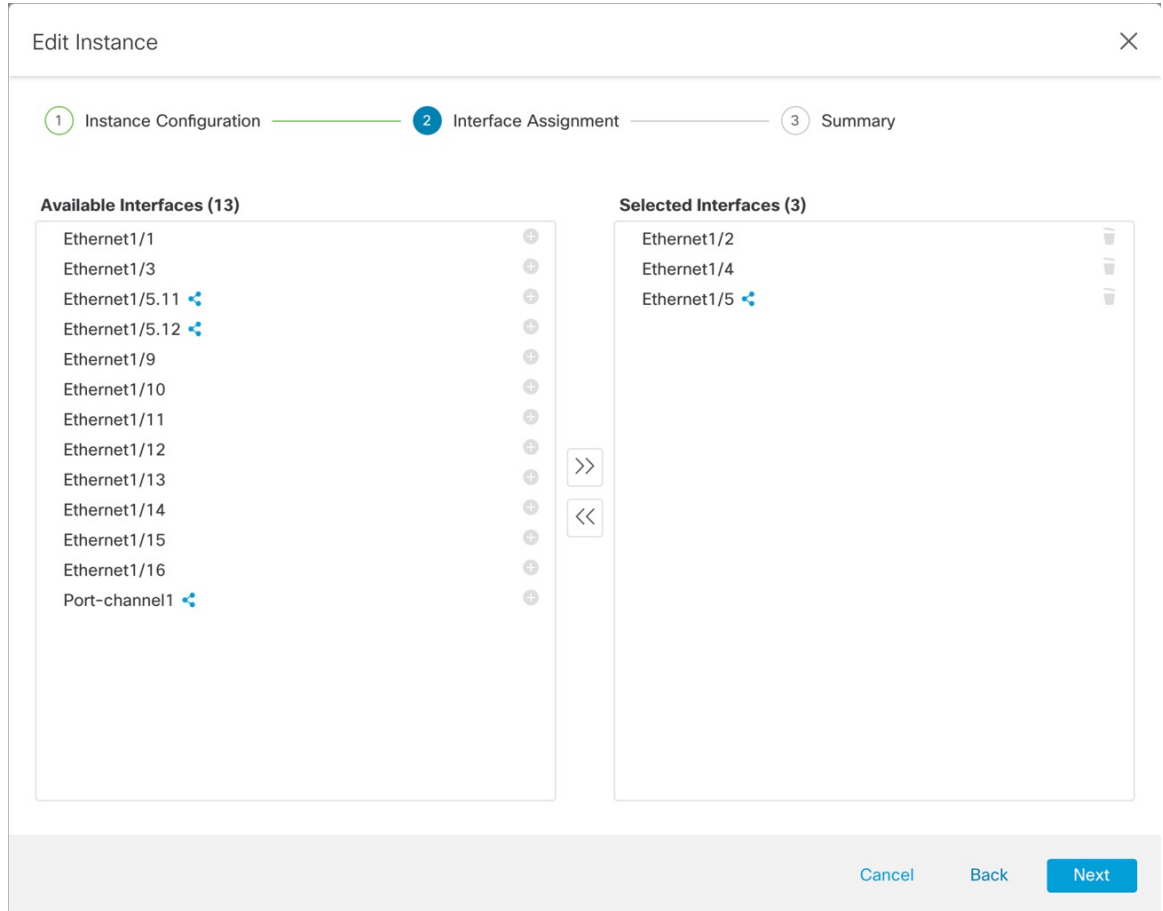 Edit Instance
1 Instance Configuration 2 Interface Assignment 3 Summary
Available Interfaces (13)
Ethernet1/1
Ethernet1/3
Ethernet1/5.11
Ethernet1/5.12
Ethernet1/9
Ethernet1/10
Ethernet1/11
Ethernet1/12
Ethernet1/13
Ethernet1/14
Ethernet1/15
Ethernet1/16
Port-channel1
Selected Interfaces (3)
Ethernet1/2
Ethernet1/4
Ethernet1/5
Cancel Back Next